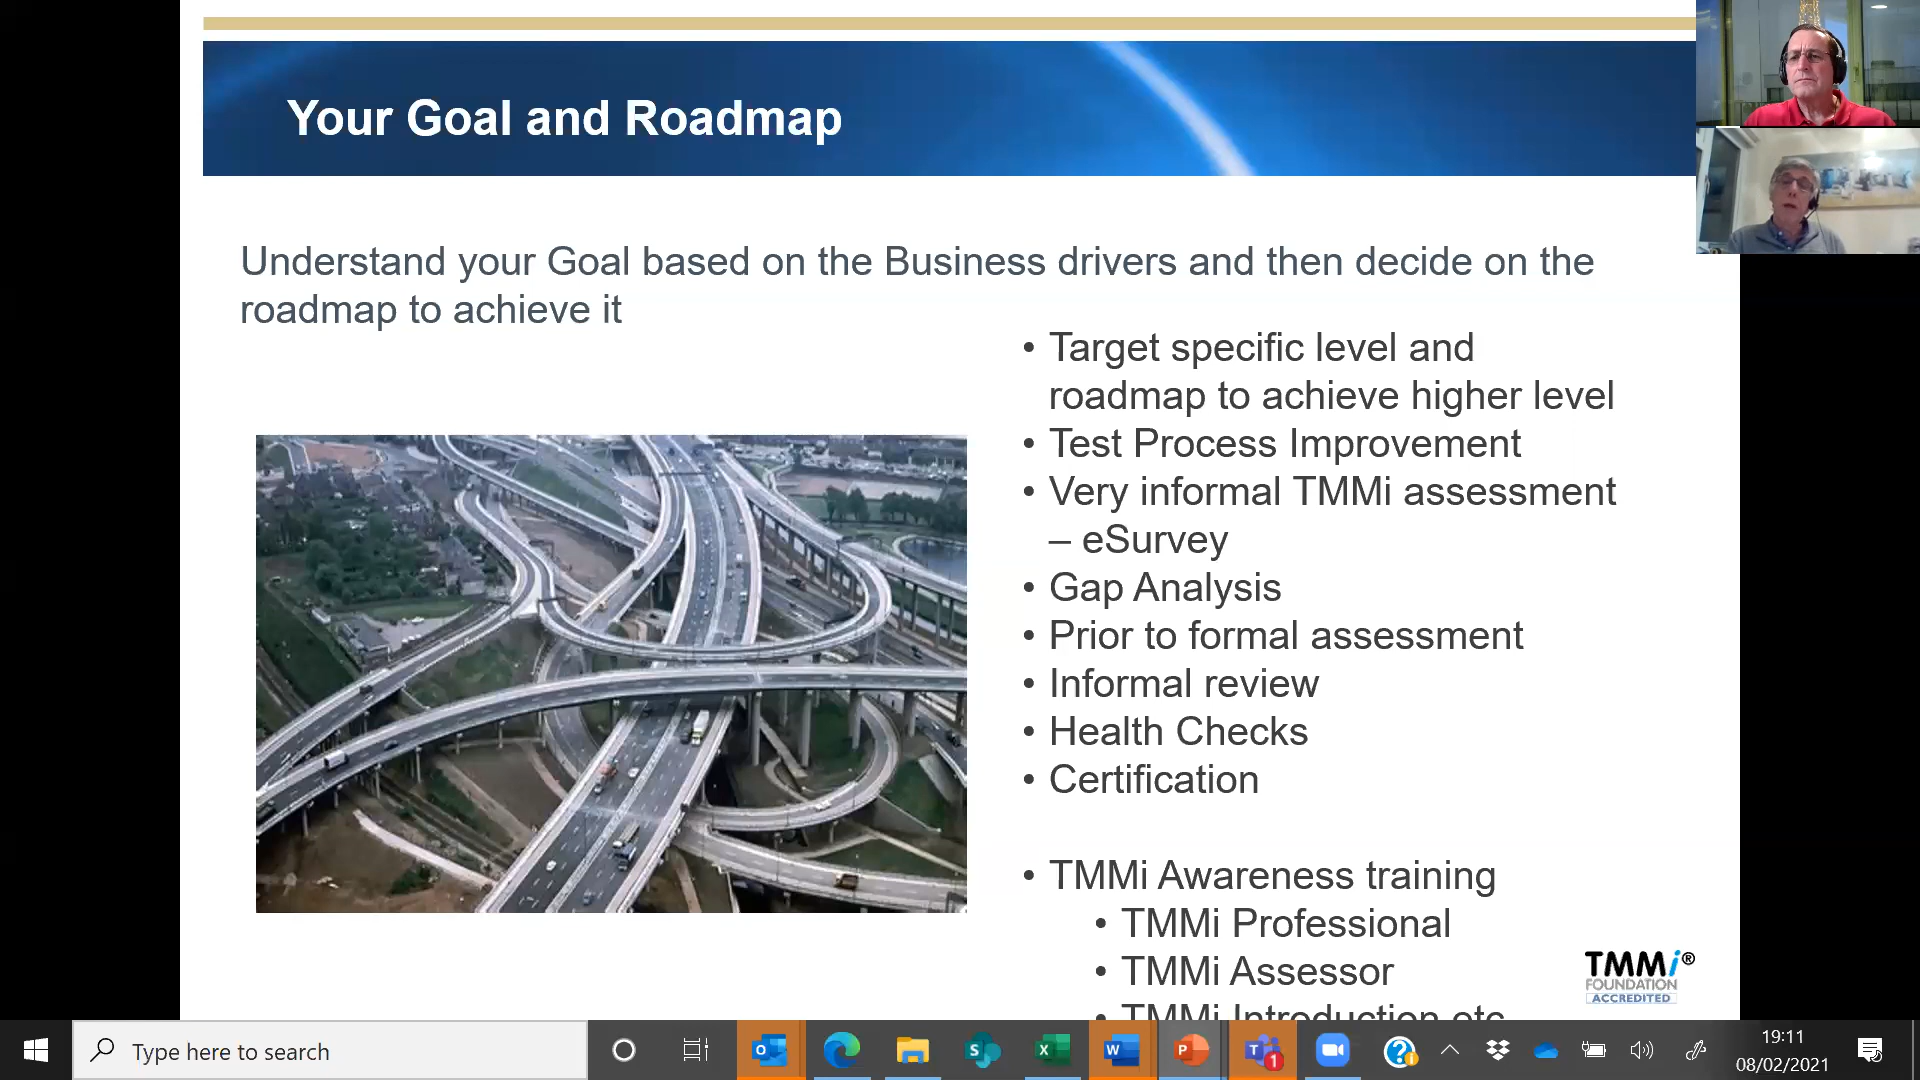 Your Goal and Roadmap
Understand your Goal based on the Business drivers and then decide on the
roadmap to achieve it
• Target specific level and
roadmap to achieve higher level
• Test Process Improvement
• Very informal TMMi assessment
– eSurvey
• Gap Analysis
• Prior to formal assessment
• Informal review
• Health Checks
• Certification
• TMMi Awareness training
• TMMi Professional
• TMMi Assessor
• TMMi Introduction etc
TMMi®
FOUNDATION
ACCREDITED
Type here to search
19:11
08/02/2021